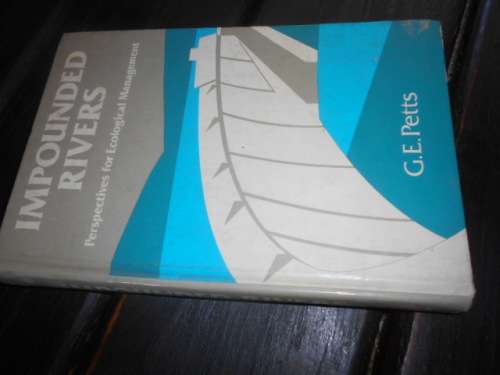 IMPOUNDED
RIVERS
Perspectives for Ecological Management
G.E.Petts